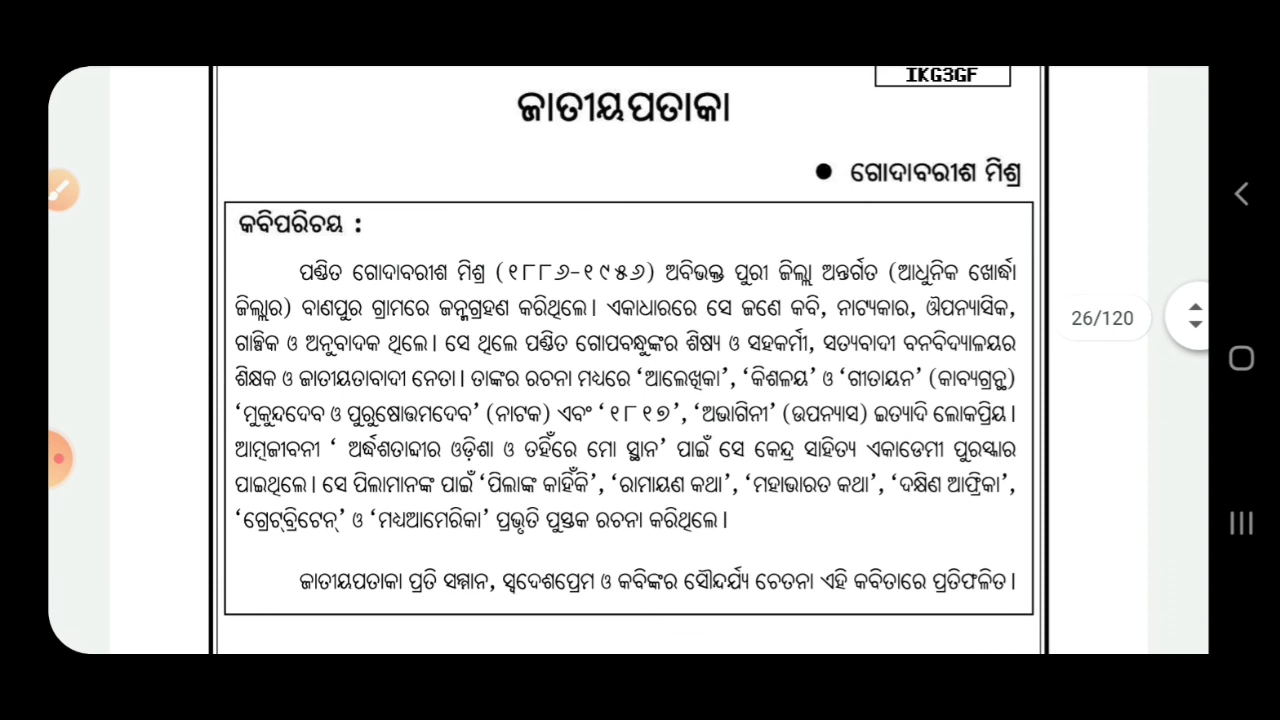 IKG3GF
ଜାତୀୟପତାକା
● ଗୋଦାବରୀଶ ମିଶ୍ର
କବିପରିଚୟ :
ପଣ୍ଡିତ ଗୋଦାବରୀଶ ମିଶ୍ର (୧୮୮୬-୧୯୫୬) ଅବିଭକ୍ତ ପୁରୀ ଜିଲ୍ଲା ଅନ୍ତର୍ଗତ (ଆଧୁନିକ ଖୋର୍ଦ୍ଧା
ଜିଲ୍ଲାର) ବାଣପୁର ଗ୍ରାମରେ ଜନ୍ମଗ୍ରହଣ କରିଥିଲେ। ଏକାଧାରରେ ସେ ଜଣେ କବି, ନାଟ୍ୟକାର, ଔପନ୍ୟାସିକ,
ଗାଳ୍ପିକ ଓ ଅନୁବାଦକ ଥିଲେ। ସେ ଥିଲେ ପଣ୍ଡିତ ଗୋପବନ୍ଧୁଙ୍କର ଶିଷ୍ୟ ଓ ସହକର୍ମୀ, ସତ୍ୟବାଦୀ ବନବିଦ୍ୟାଳୟର
ଶିକ୍ଷକ ଓ ଜାତୀୟତାବାଦୀ ନେତା। ତାଙ୍କର ରଚନା ମଧ୍ୟରେ ‘ଆଲେଖିକା’, ‘କିଶଳୟ’ ଓ ‘ଗୀତାୟନ’ (କାବ୍ୟଗ୍ରନ୍ଥ)
‘ମୁକୁନ୍ଦଦେବ ଓ ପୁରୁଷୋତ୍ତମଦେବ’ (ନାଟକ) ଏବଂ ‘୧୮୧୭’, ‘ଅଭାଗିନୀ’ (ଉପନ୍ୟାସ) ଇତ୍ୟାଦି ଲୋକପ୍ରିୟ।
ଆତ୍ମଜୀବନୀ ‘ ଅର୍ଦ୍ଧଶତାବ୍ଦୀର ଓଡ଼ିଶା ଓ ତହିଁରେ ମୋ ସ୍ଥାନ’ ପାଇଁ ସେ କେନ୍ଦ୍ର ସାହିତ୍ୟ ଏକାଡେମୀ ପୁରସ୍କାର
ପାଇଥିଲେ। ସେ ପିଲାମାନଙ୍କ ପାଇଁ ‘ପିଲାଙ୍କ କାହିଁକି’, ‘ରାମାୟଣ କଥା’, ‘ମହାଭାରତ କଥା’, ‘ଦକ୍ଷିଣ ଆଫ୍ରିକା’,
‘ଗ୍ରେଟ୍‌ବ୍ରିଟେନ୍’ ଓ ‘ମଧ୍ୟଆମେରିକା’ ପ୍ରଭୃତି ପୁସ୍ତକ ରଚନା କରିଥିଲେ।
ଜାତୀୟପତାକା ପ୍ରତି ସମ୍ମାନ, ସ୍ୱଦେଶପ୍ରେମ ଓ କବିଙ୍କର ସୌନ୍ଦର୍ଯ୍ୟ ଚେତନା ଏହି କବିତାରେ ପ୍ରତିଫଳିତ।
26/120